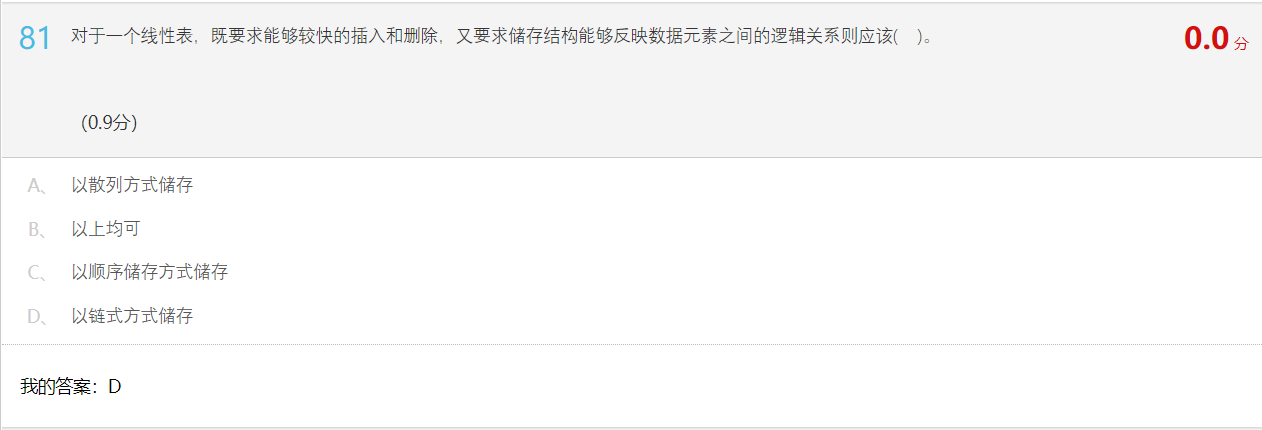 81 对于一个线性表，既要求能够较快的插入和删除，又要求储存结构能够反映数据元素之间的逻辑关系则应该(    )。 0.0 分
（0.9分）
A、 以散列方式储存
B、 以上均可
C、 以顺序储存方式储存
D、 以链式方式储存
我的答案：D